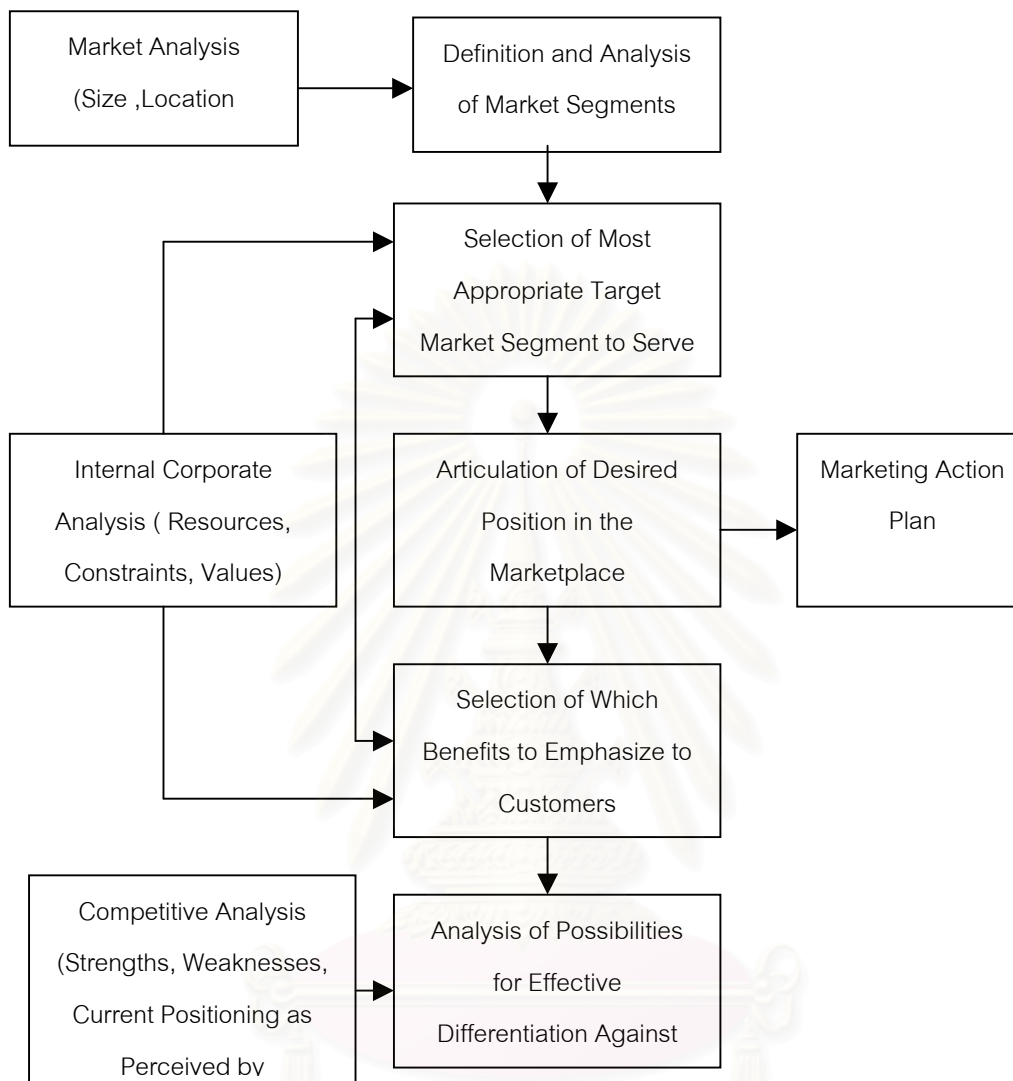 Market Analysis
(Size ,Location
Definition and Analysis
of Market Segments
Selection of Most
Appropriate Target
Market Segment to Serve
Internal Corporate
Analysis ( Resources,
Constraints, Values)
Articulation of Desired
Position in the
Marketplace
Marketing Action
Plan
Selection of Which
Benefits to Emphasize to
Customers
Competitive Analysis
(Strengths, Weaknesses,
Current Positioning as
Perceived by
Analysis of Possibilities
for Effective
Differentiation Against